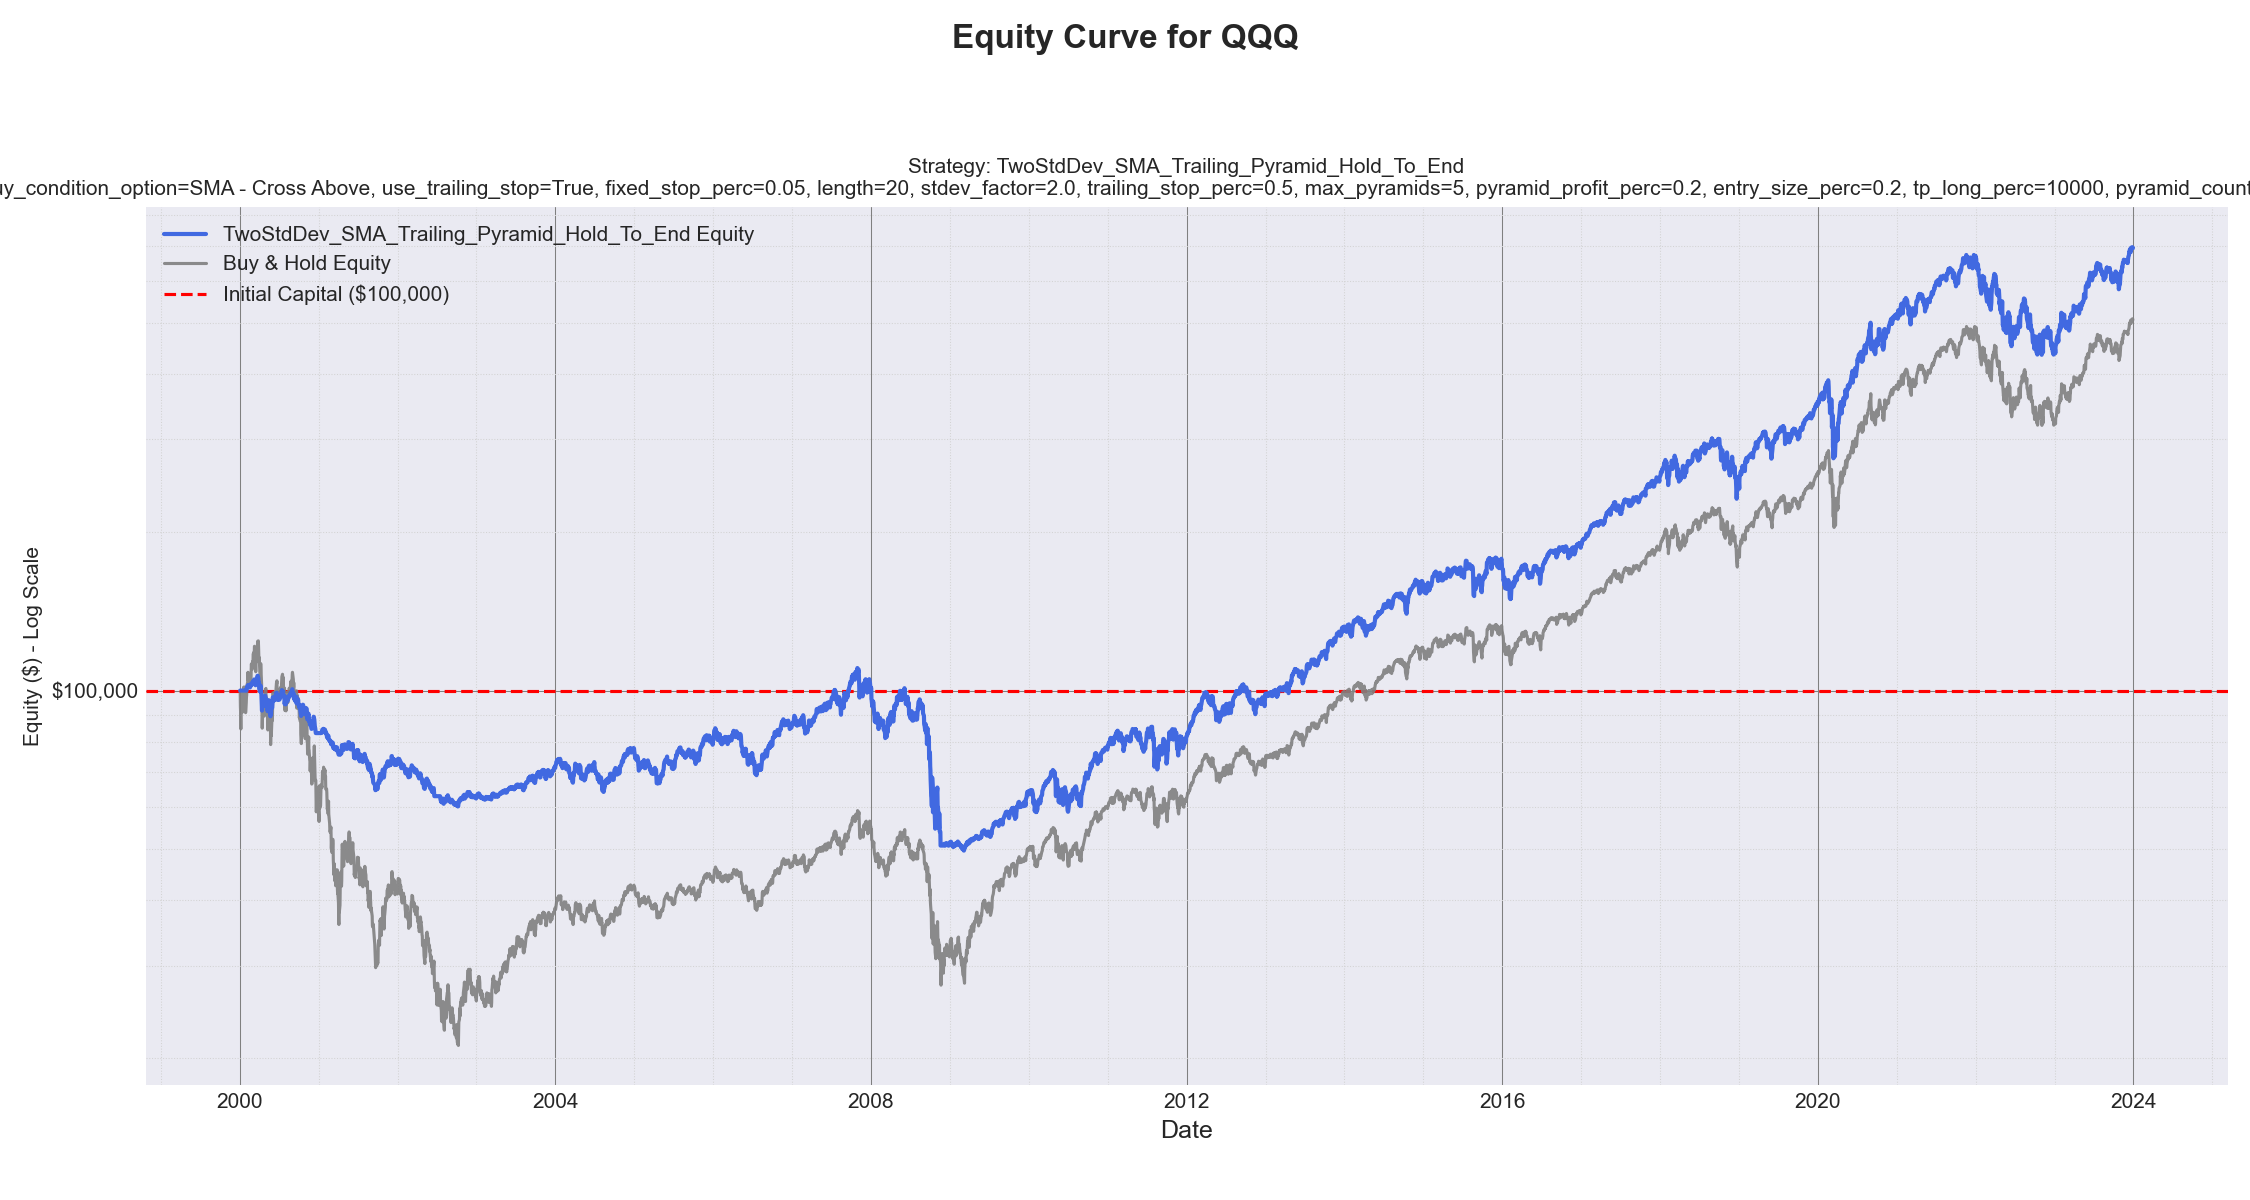 Equity Curve for QQQ
Strategy: TwoStdDev_SMA_Trailing_Pyramid_Hold_To_End
uy_condition_option=SMA - Cross Above, use_trailing_stop=True, fixed_stop_perc=0.05, length=20, stdev_factor=2.0, trailing_stop_perc=0.5, max_pyramids=5, pyramid_profit_perc=0.2, entry_size_perc=0.2, tp_long_perc=10000, pyramid_count
TwoStdDev_SMA_Trailing_Pyramid_Hold_To_End Equity
Buy & Hold Equity
Initial Capital ($100,000)
Equity ($) - Log Scale
$100,000
2000 2004 2008 2012 2016 2020 2024
Date